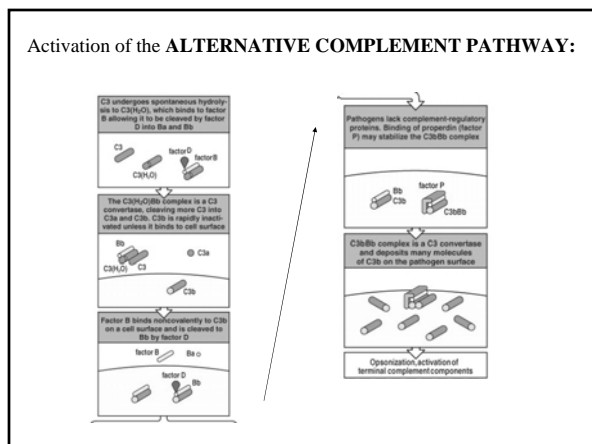 Activation of the ALTERNATIVE COMPLEMENT PATHWAY:
C3 undergoes spontaneous hydroly-
sis to C3(H₂O), which binds to factor
B allowing it to be cleaved by factor
D into Ba and Bb
C3
C3(H₂O)
factor D
factor B
The C3(H₂O)Bb complex is a C3
convertase, cleaving more C3 into
C3a and C3b. C3b is rapidly inacti-
vated unless it binds to cell surface
Bb
C3(H₂O)
C3
C3a
C3b
Factor B binds noncovalently to C3b
on a cell surface and is cleaved to
Bb by factor D
factor B
Ba
factor D
Bb
Pathogens lack complement-regulatory
proteins. Binding of properdin (factor
P) may stabilize the C3bBb complex
Bb
C3b
factor P
C3bBb
C3bBb complex is a C3 convertase
and deposits many molecules
of C3b on the pathogen surface
Opsonization, activation of
terminal complement components